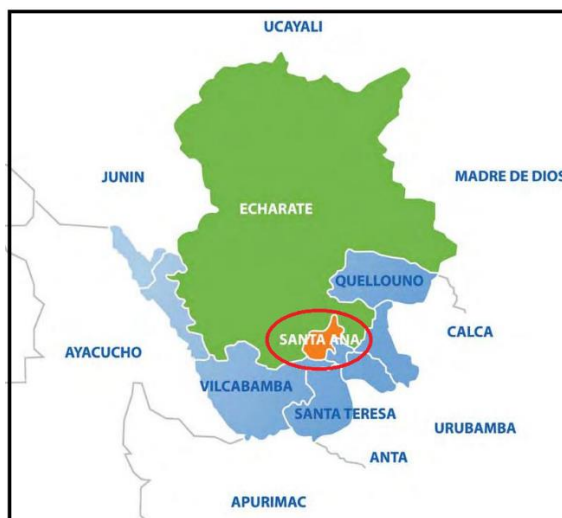 UCAYALI
JUNIN
MADRE DE DIOS
ECHARATE
QUELLOUNO
CALCA
SANTA ANA
AYACUCHO
VILCABAMBA
SANTA TERESA
URUBAMBA
ANTA
APURIMAC